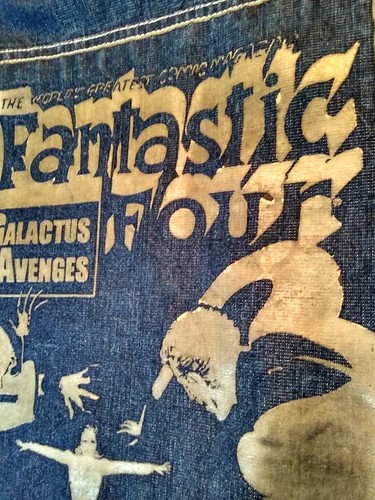 THE WORLD'S GREATEST COMIC MAGAZINE
Fantastic
Four
GALACTUS
AVENGES